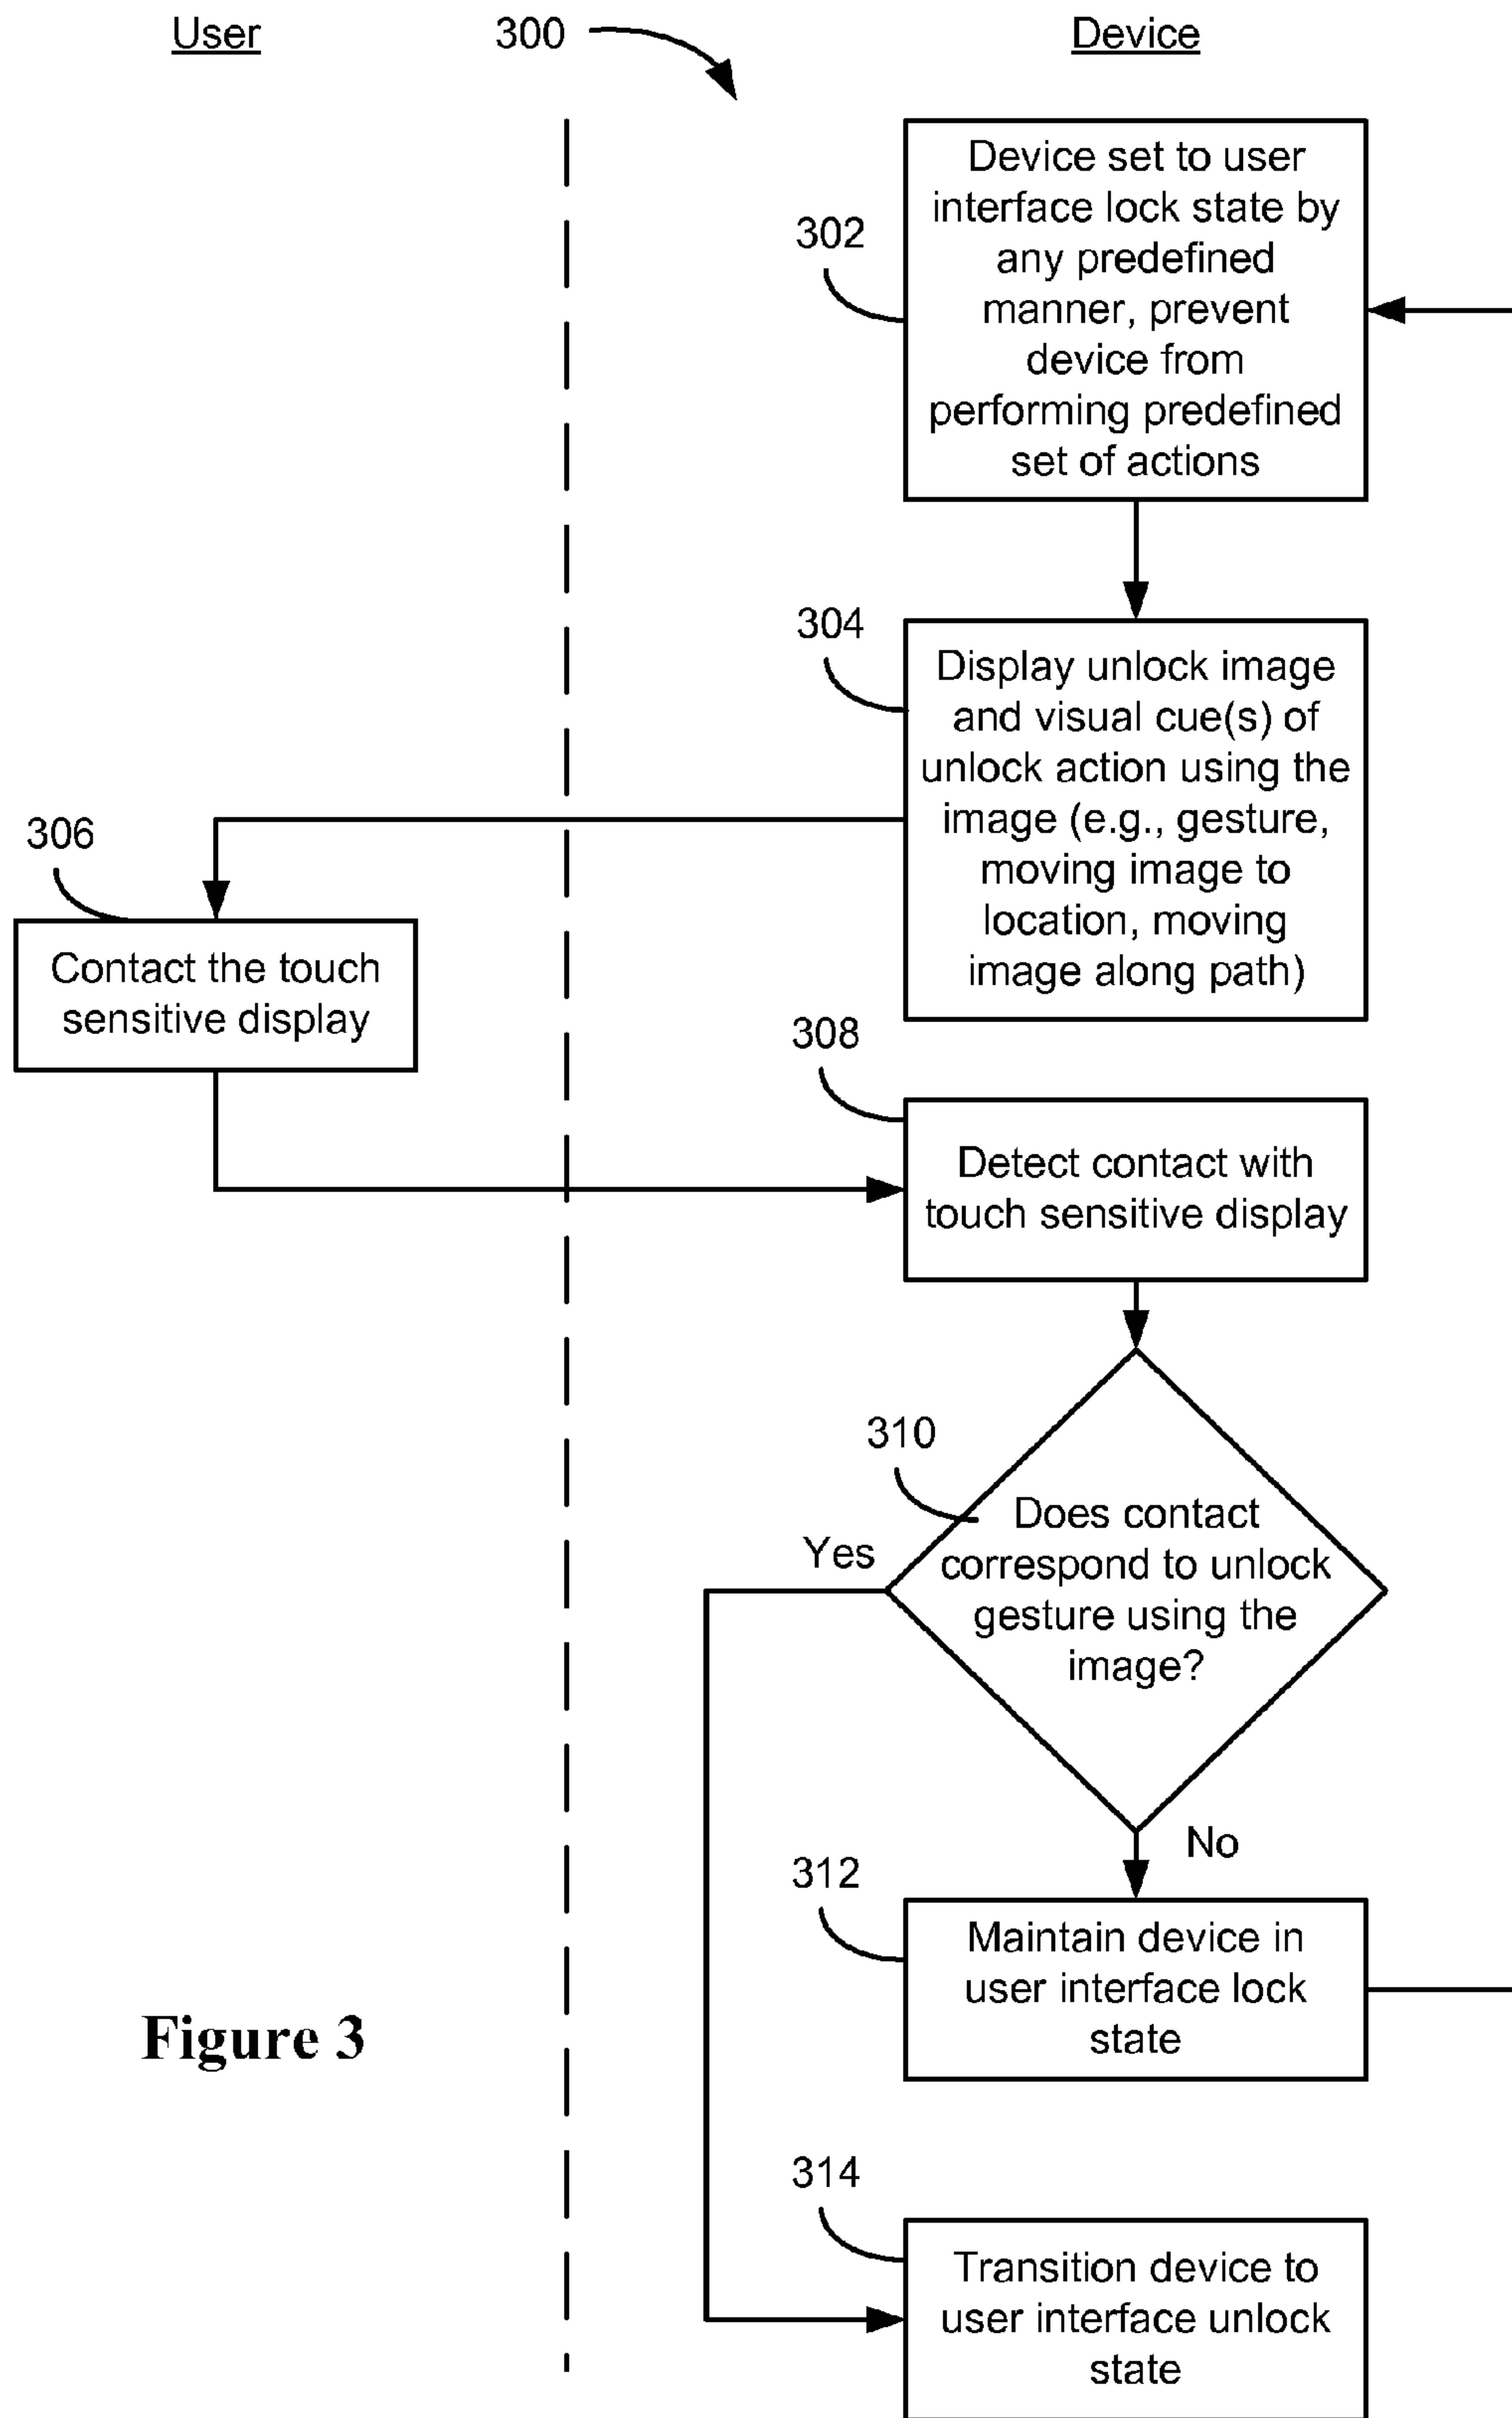 User
300
Device
302
Device set to user
interface lock state by
any predefined
manner, prevent
device from
performing predefined
set of actions
304
Display unlock image
and visual cue(s) of
unlock action using the
image (e.g., gesture,
moving image to
location, moving
image along path)
306
Contact the touch
sensitive display
308
Detect contact with
touch sensitive display
310
Does contact
correspond to unlock
gesture using the
image?
Yes
No
312
Maintain device in
user interface lock
state
Figure 3
314
Transition device to
user interface unlock
state